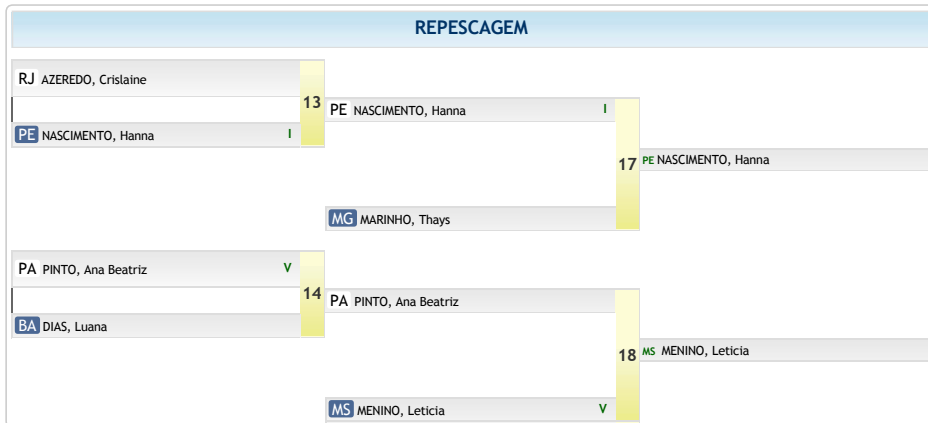 REPESCAGEM
RJ AZEREDO, Crislaine
13
PE NASCIMENTO, Hanna I
PE NASCIMENTO, Hanna I
17
PE NASCIMENTO, Hanna
MG MARINHO, Thays
PA PINTO, Ana Beatriz V
14
BA DIAS, Luana
PA PINTO, Ana Beatriz
18
MS MENINO, Leticia
MS MENINO, Leticia V